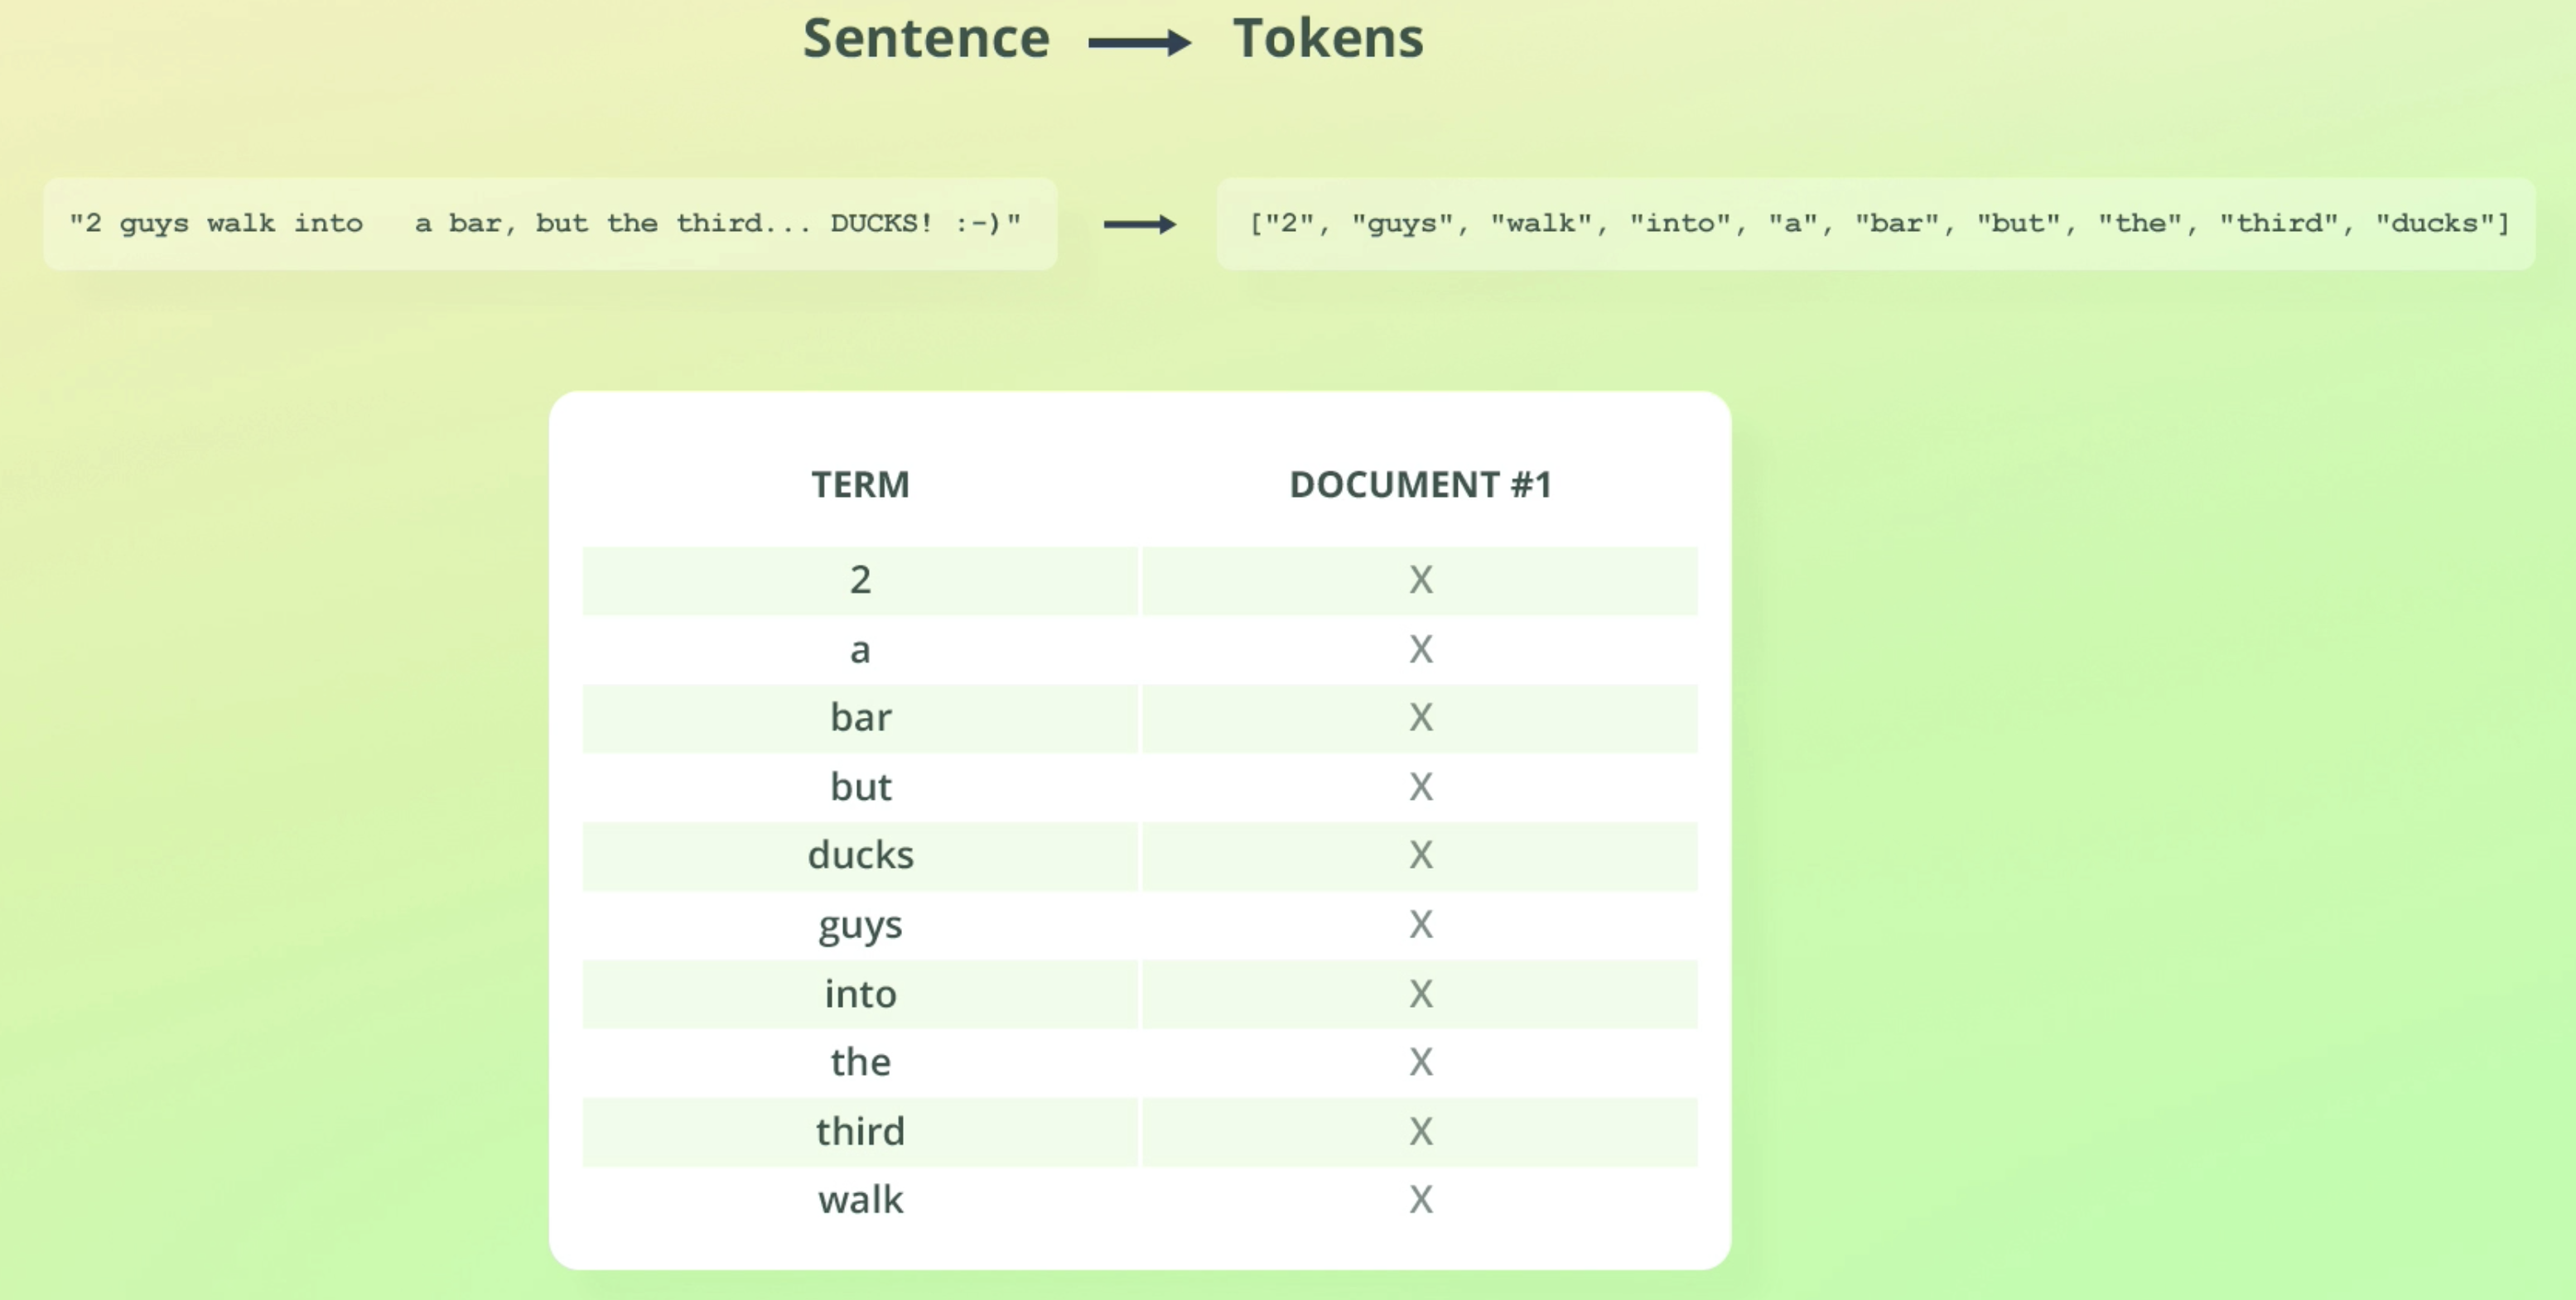 Sentence → Tokens
"2 guys walk into   a bar, but the third... DUCKS! :-)" → ["2", "guys", "walk", "into", "a", "bar", "but", "the", "third", "ducks"]
TERM DOCUMENT #1
2 X
a X
bar X
but X
ducks X
guys X
into X
the X
third X
walk X